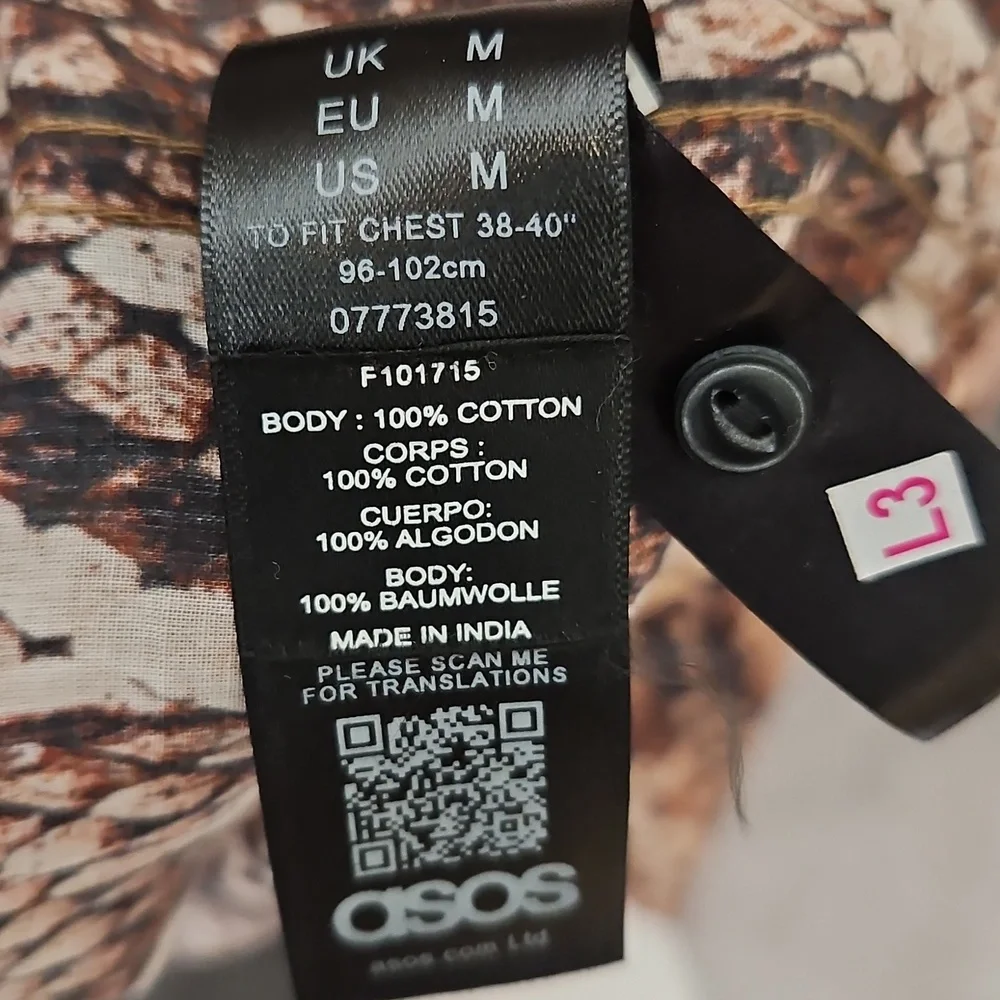 UK M
EU M
US M
TO FIT CHEST 38-40"
96-102cm
07773815
F101715
BODY : 100% COTTON
CORPS :
100% COTTON
CUERPO:
100% ALGODON
BODY:
100% BAUMWOLLE
MADE IN INDIA
PLEASE SCAN ME
FOR TRANSLATIONS
asos
asos.com Ltd
L3